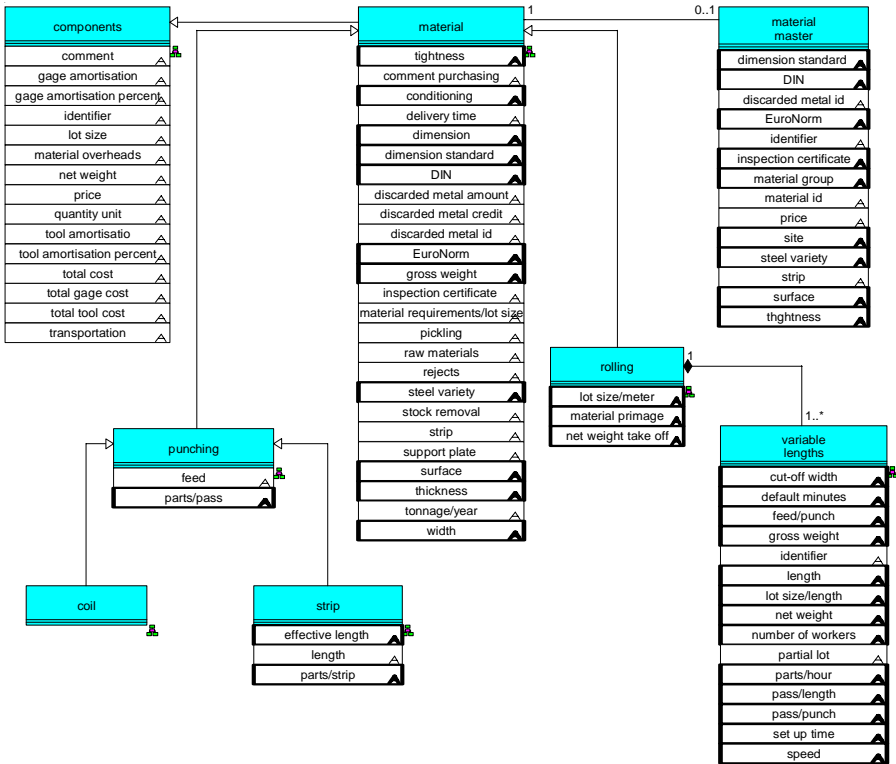 components
comment
gage amortisation
gage amortisation percent
identifier
lot size
material overheads
net weight
price
quantity unit
tool amortisatio
tool amortisation percent
total cost
total gage cost
total tool cost
transportation
material
tightness
comment purchasing
conditioning
delivery time
dimension
dimension standard
DIN
discarded metal amount
discarded metal credit
discarded metal id
EuroNorm
gross weight
inspection certificate
material requirements/lot size
pickling
raw materials
rejects
steel variety
stock removal
strip
support plate
surface
thickness
tonnage/year
width
1
0..1
material
master
dimension standard
DIN
discarded metal id
EuroNorm
identifier
inspection certificate
material group
material id
price
site
steel variety
strip
surface
thghtness
rolling
lot size/meter
material primage
net weight take off
1
1..*
variable
lengths
cut-off width
default minutes
feed/punch
gross weight
identifier
length
lot size/length
net weight
number of workers
partial lot
parts/hour
pass/length
pass/punch
set up time
speed
punching
feed
parts/pass
coil
strip
effective length
length
parts/strip